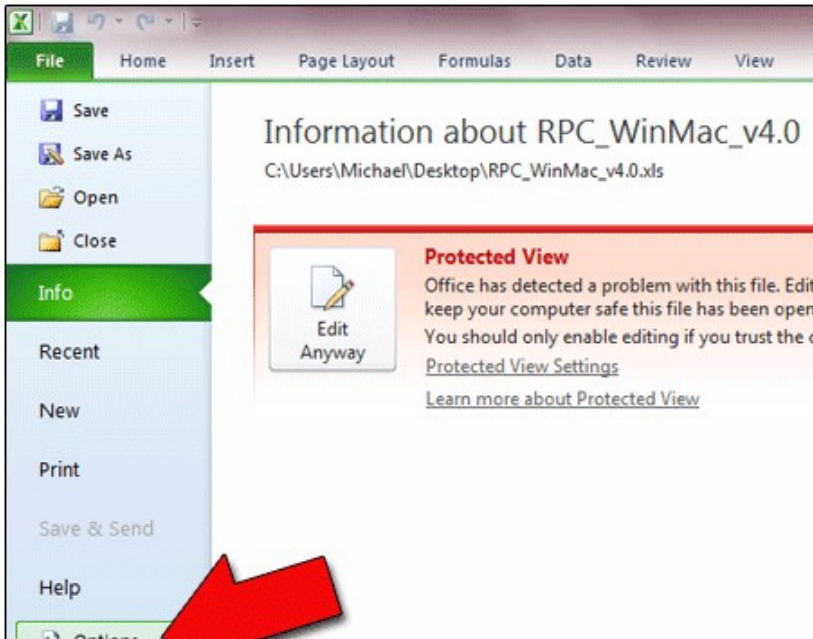 File Home Insert Page Layout Formulas Data Review View
Save
Save As
Open
Close
Info
Recent
New
Print
Save & Send
Help
Options
Information about RPC_WinMac_v4.0
C:\Users\Michael\Desktop\RPC_WinMac_v4.0.xls
Edit
Anyway
Protected View
Office has detected a problem with this file. Edit
keep your computer safe this file has been open
You should only enable editing if you trust the c
Protected View Settings
Learn more about Protected View